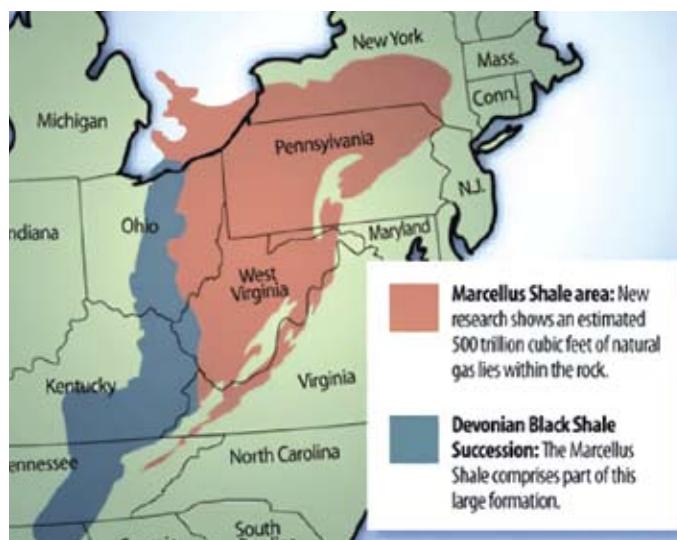 New York
Mass.
Conn.
Michigan
Pennsylvania
N.J.
Ohio
ndiana
Maryland
West
Virginia
Marcellus Shale area: New
research shows an estimated
500 trillion cubic feet of natural
gas lies within the rock.
Kentucky
Virginia
Devonian Black Shale
Succession: The Marcellus
Shale comprises part of this
large formation.
ennessee
North Carolina
South